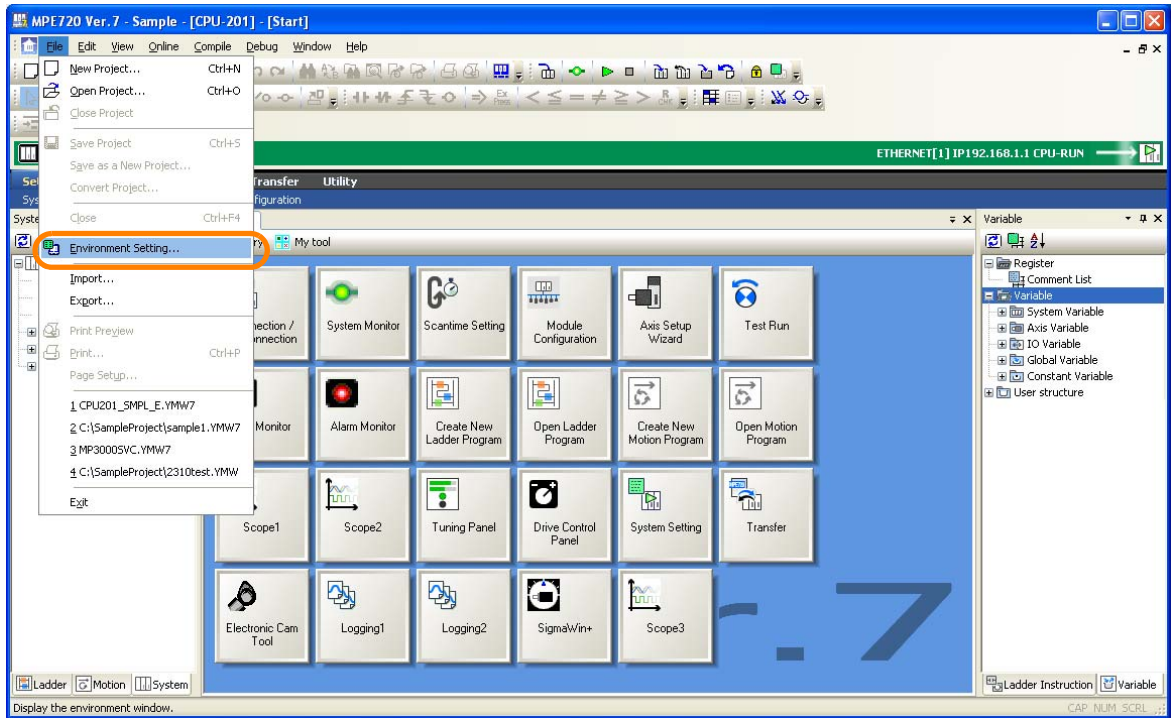 MPE720 Ver.7 - Sample - [CPU-201] - [Start]
File Edit View Online Compile Debug Window Help
New Project... Ctrl+N
Open Project... Ctrl+O
Close Project
Save Project Ctrl+S
Save as a New Project...
Convert Project...
Close Ctrl+F4
Environment Setting...
Import...
Export...
Print Preview
Print... Ctrl+P
Page Setup...
1 CPU201_SMPL_E.YMW7
2 C:\SampleProject\sample1.YMW7
3 MP3000SVC.YMW7
4 C:\SampleProject\2310test.YMW
Exit
ETHERNET[1] IP192.168.1.1 CPU-RUN
Transfer Utility
My tool
System Monitor
Scantime Setting
Module
Configuration
Axis Setup
Wizard
Test Run
Monitor
Alarm Monitor
Create New
Ladder Program
Open Ladder
Program
Create New
Motion Program
Open Motion
Program
Scope1
Scope2
Tuning Panel
Drive Control
Panel
System Setting
Transfer
Electronic Cam
Tool
Logging1
Logging2
SigmaWin+
Scope3
r.7
Variable
Register
Comment List
Variable
System Variable
Axis Variable
IO Variable
Global Variable
Constant Variable
User structure
Ladder Motion System
Ladder Instruction Variable
Display the environment window.
CAP NUM SCRL